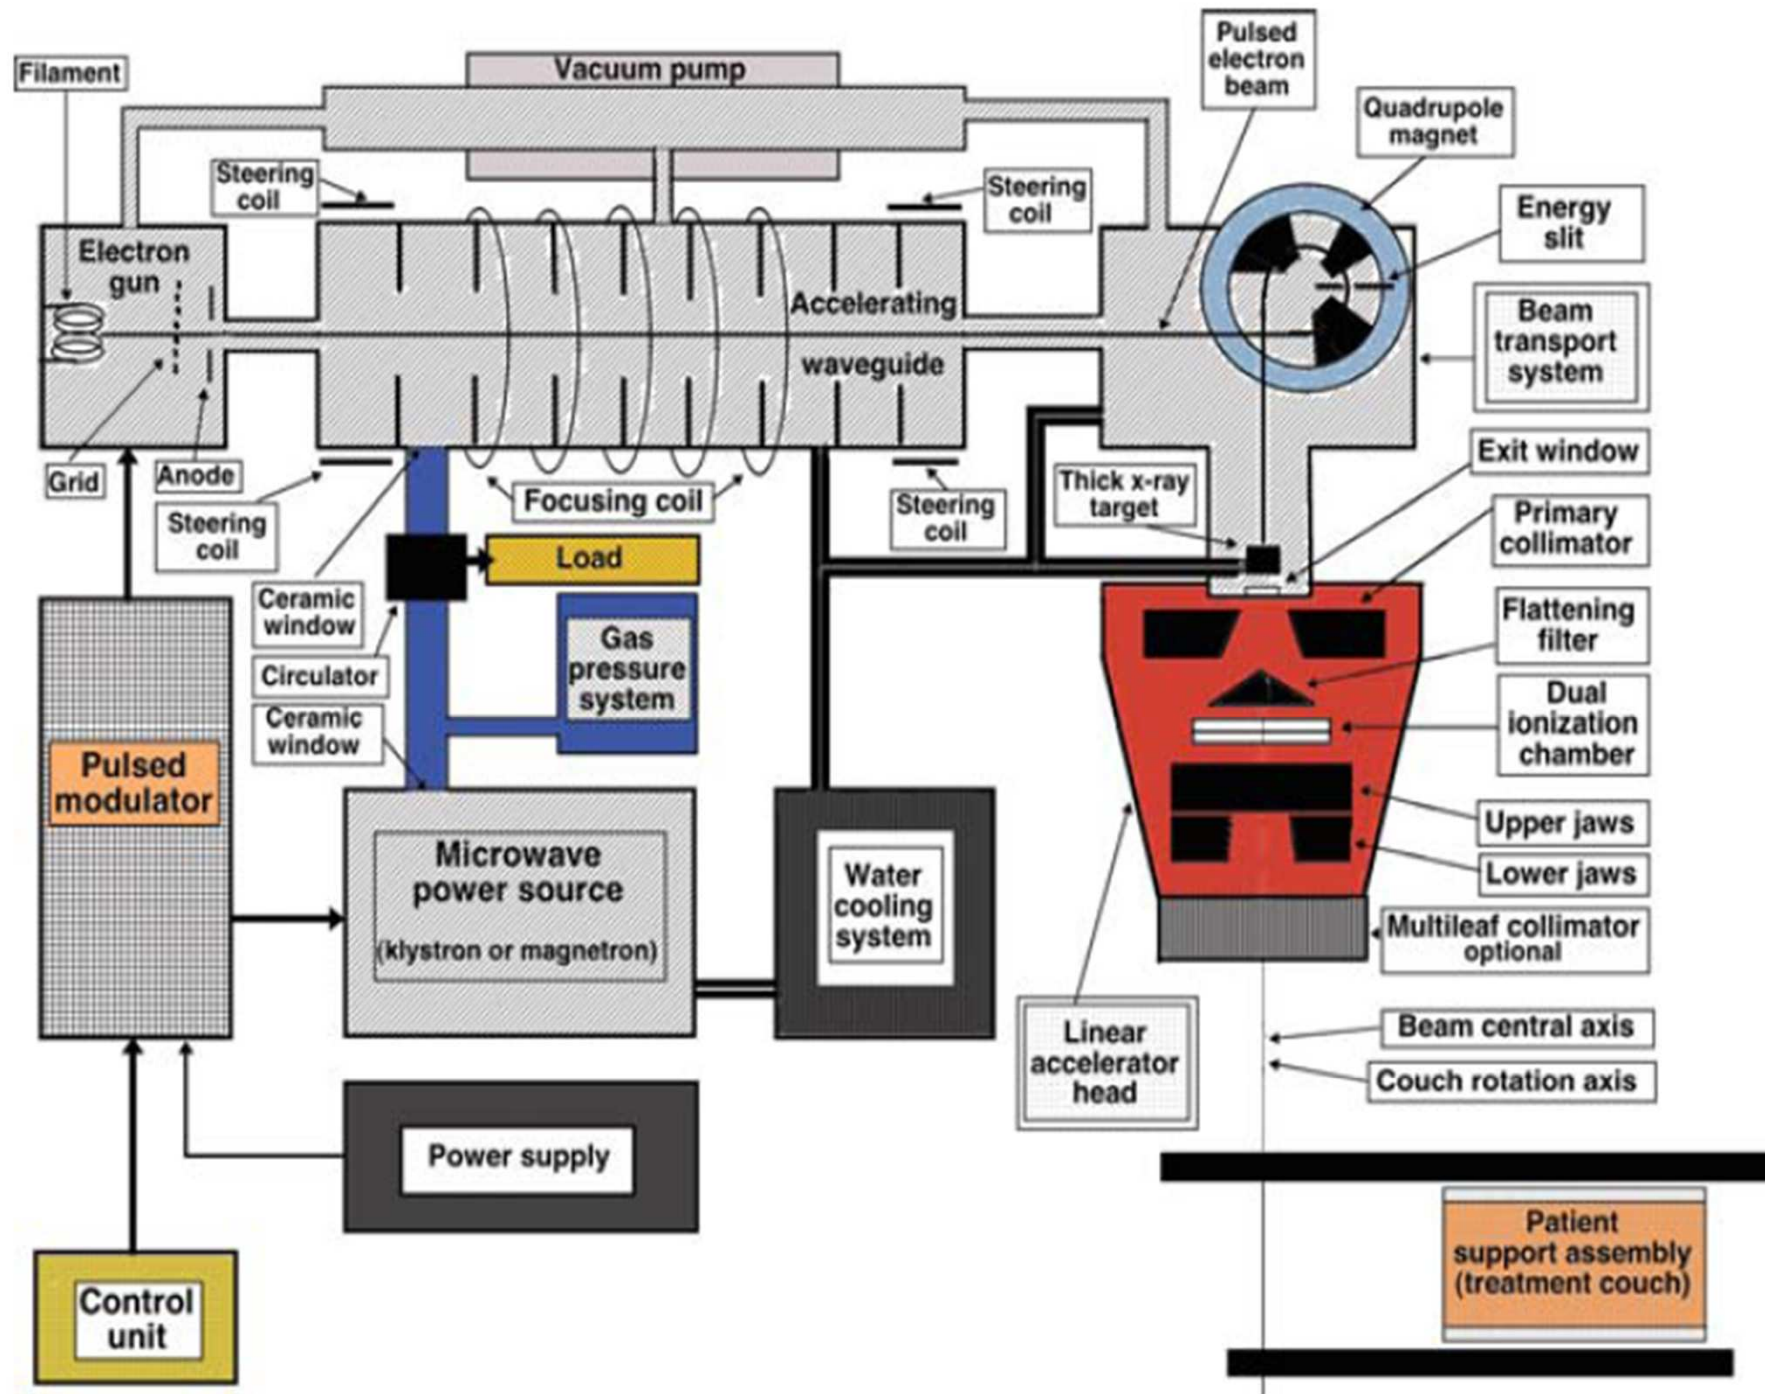 Filament
Vacuum pump
Pulsed
electron
beam
Quadrupole
magnet
Steering
coil
Steering
coil
Energy
slit
Electron
gun
Accelerating
waveguide
Beam
transport
system
Grid
Anode
Steering
coil
Focusing coil
Steering
coil
Thick x-ray
target
Exit window
Primary
collimator
Load
Ceramic
window
Circulator
Ceramic
window
Gas
pressure
system
Flattening
filter
Dual
ionization
chamber
Pulsed
modulator
Microwave
power source
(klystron or magnetron)
Water
cooling
system
Upper jaws
Lower jaws
Multileaf collimator
optional
Linear
accelerator
head
Beam central axis
Couch rotation axis
Power supply
Control
unit
Patient
support assembly
(treatment couch)